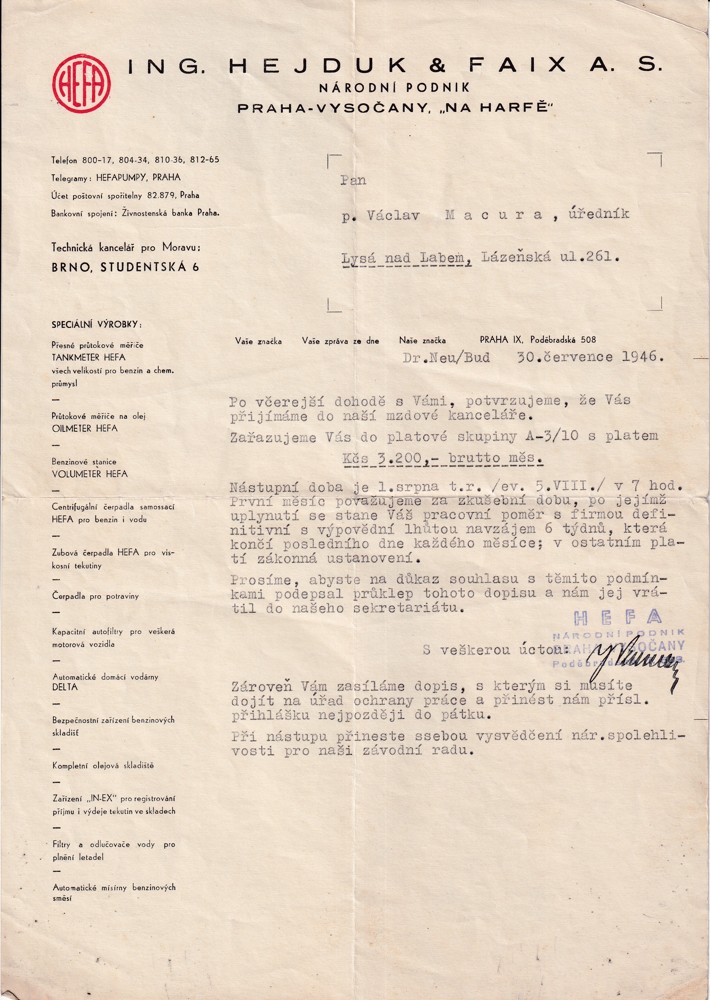 HEFA
ING. HEJDUK & FAIX A. S.
NÁRODNÍ PODNIK
PRAHA-VYSOČANY, „NA HARFĚ"
Telefon 800-17, 804-34, 810-36, 812-65
Telegramy: HEFAPUMPY, PRAHA
Účet poštovní spořitelny 82.879, Praha
Bankovní spojení: Živnostenská banka Praha.
Technická kancelář pro Moravu:
BRNO, STUDENTSKÁ 6
Pan
p. Václav M a c u r a , úředník
Lysá nad Labem, Lázeňská ul.261.
SPECIÁLNÍ VÝROBKY:
Přesné průtokové měřiče
TANKMETER HEFA
všech velikostí pro benzin a chem.
průmysl
—
Průtokové měřiče na olej
OILMETER HEFA
—
Benzinové stanice
VOLUMETER HEFA
—
Centrifugální čerpadla samossací
HEFA pro benzin i vodu
—
Zubová čerpadla HEFA pro vis-
kosní tekutiny
—
Čerpadla pro potraviny
—
Kapacitní autofiltry pro veškerá
motorová vozidla
—
Automatické domácí vodárny
DELTA
—
Bezpečnostní zařízení benzinových
skladišť
—
Kompletní olejová skladiště
—
Zařízení „IN-EX" pro registrování
příjmu i výdeje tekutin ve skladech
—
Filtry a odlučovače vody pro
plnění letadel
—
Automatické mísírny benzinových
směsí
Vaše značka Vaše zpráva ze dne Naše značka PRAHA IX, Poděbradská 508
Dr.Neu/Bud 30.července 1946.
Po včerejší dohodě s Vámi, potvrzujeme, že Vás
přijímáme do naší mzdové kanceláře.
Zařazujeme Vás do platové skupiny A-3/10 s platem
Kčs 3.200,- brutto měs.
Nástupní doba je 1.srpna t.r. /ev. 5.VIII./ v 7 hod.
První měsíc považujeme za zkušební dobu, po jejímž
uplynutí se stane Váš pracovní poměr s firmou defi-
nitivní s výpovědní lhůtou navzájem 6 týdnů, která
končí posledního dne každého měsíce; v ostatním pla-
tí zákonná ustanovení.
Prosíme, abyste na důkaz souhlasu s těmito podmín-
kami podepsal průklep tohoto dopisu a nám jej vrá-
til do našeho sekretariátu.
S veškerou úctou:
HEFA
NÁRODNÍ PODNIK
PRAHA-VYSOČANY
Zároveň Vám zasíláme dopis, s kterým si musíte
dojít na úřad ochrany práce a přinést nám přísl.
přihlášku nejpozději do pátku.
Při nástupu přineste ssebou vysvědčení nár.spolehli-
vosti pro naši závodní radu.